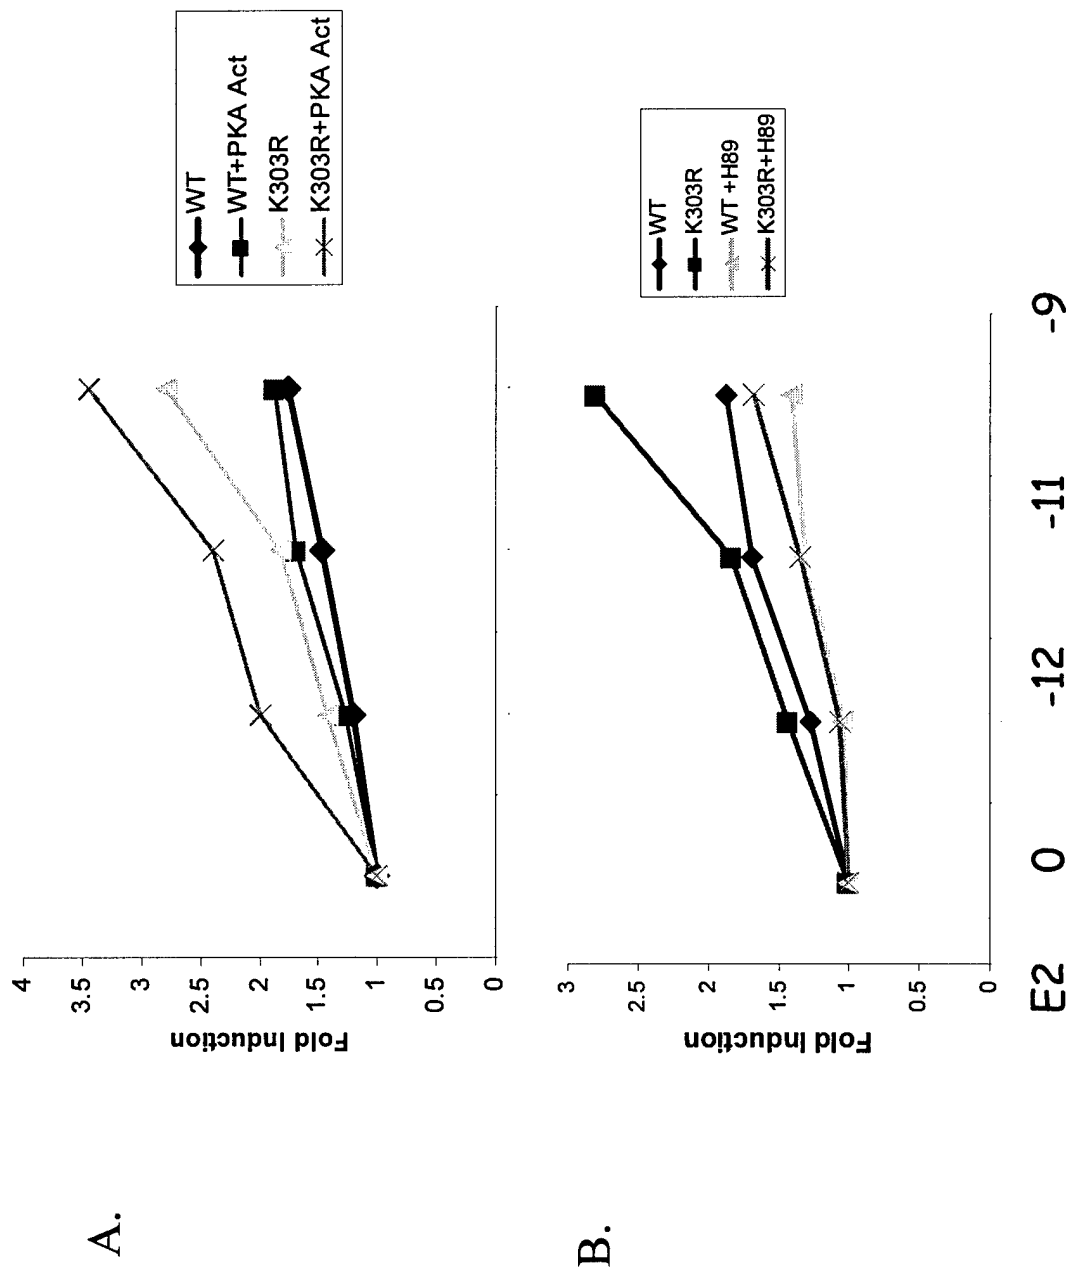 A.
Fold Induction
4
3.5
3
2.5
2
1.5
1
0.5
0
WT
WT+PKA Act
K303R
K303R+PKA Act
B.
Fold Induction
3
2.5
2
1.5
1
0.5
0
WT
K303R
WT +H89
K303R+H89
E2 0 -12 -11 -9